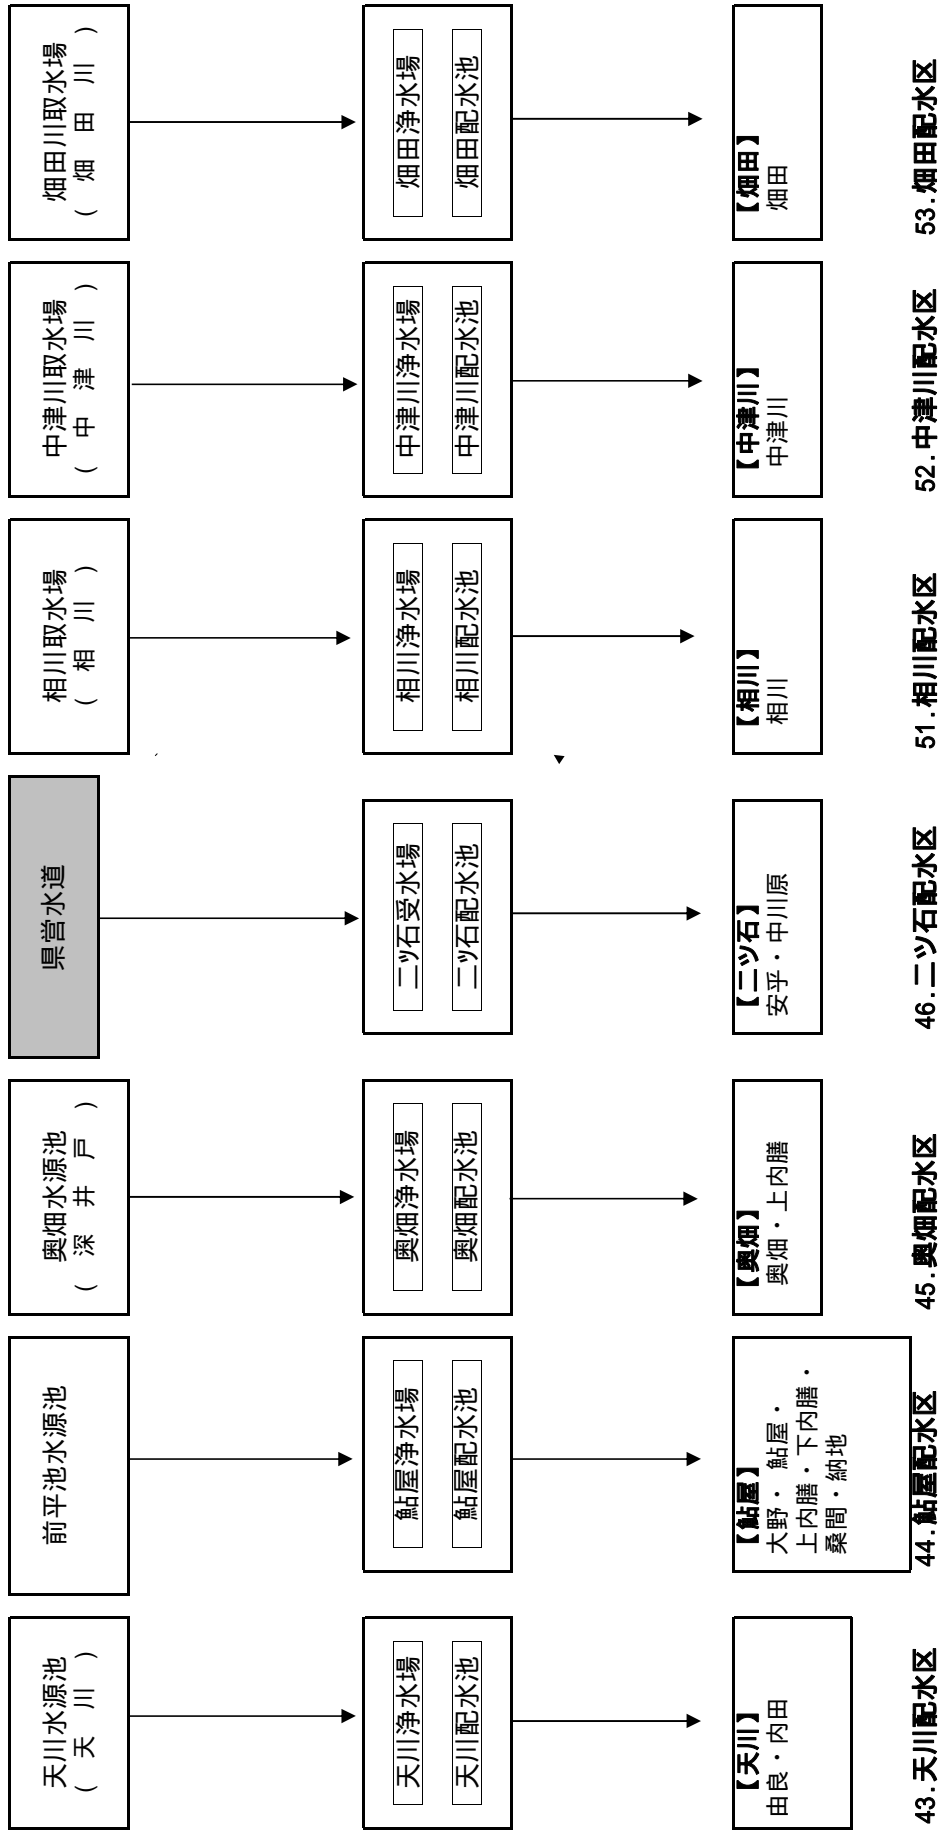 天川水源池
( 天 川 )
天川浄水場
天川配水池
【天川】
由良・内田
43.天川配水区
前平池水源池
鮎屋浄水場
鮎屋配水池
【鮎屋】
大野・ 鮎屋・
上内膳・下内膳・
桑間・納地
44.鮎屋配水区
奥畑水源池
( 深 井 戸 )
奥畑浄水場
奥畑配水池
【奥畑】
奥畑・上内膳
45.奥畑配水区
県営水道
二ツ石受水場
二ツ石配水池
【二ツ石】
安乎・中川原
46.二ツ石配水区
相川取水場
( 相 川 )
相川浄水場
相川配水池
【相川】
相川
51.相川配水区
中津川取水場
( 中 津 川 )
中津川浄水場
中津川配水池
【中津川】
中津川
52.中津川配水区
畑田川取水場
( 畑 田 川 )
畑田浄水場
畑田配水池
【畑田】
畑田
53.畑田配水区